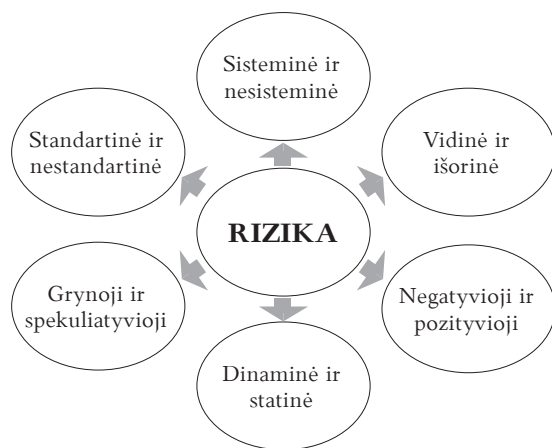 Sisteminė ir
nesisteminė
Standartinė ir
nestandartinė
Vidinė ir
išorinė
RIZIKA
Grynoji ir
spekuliatyvioji
Negatyvioji ir
pozityvioji
Dinaminė ir
statinė